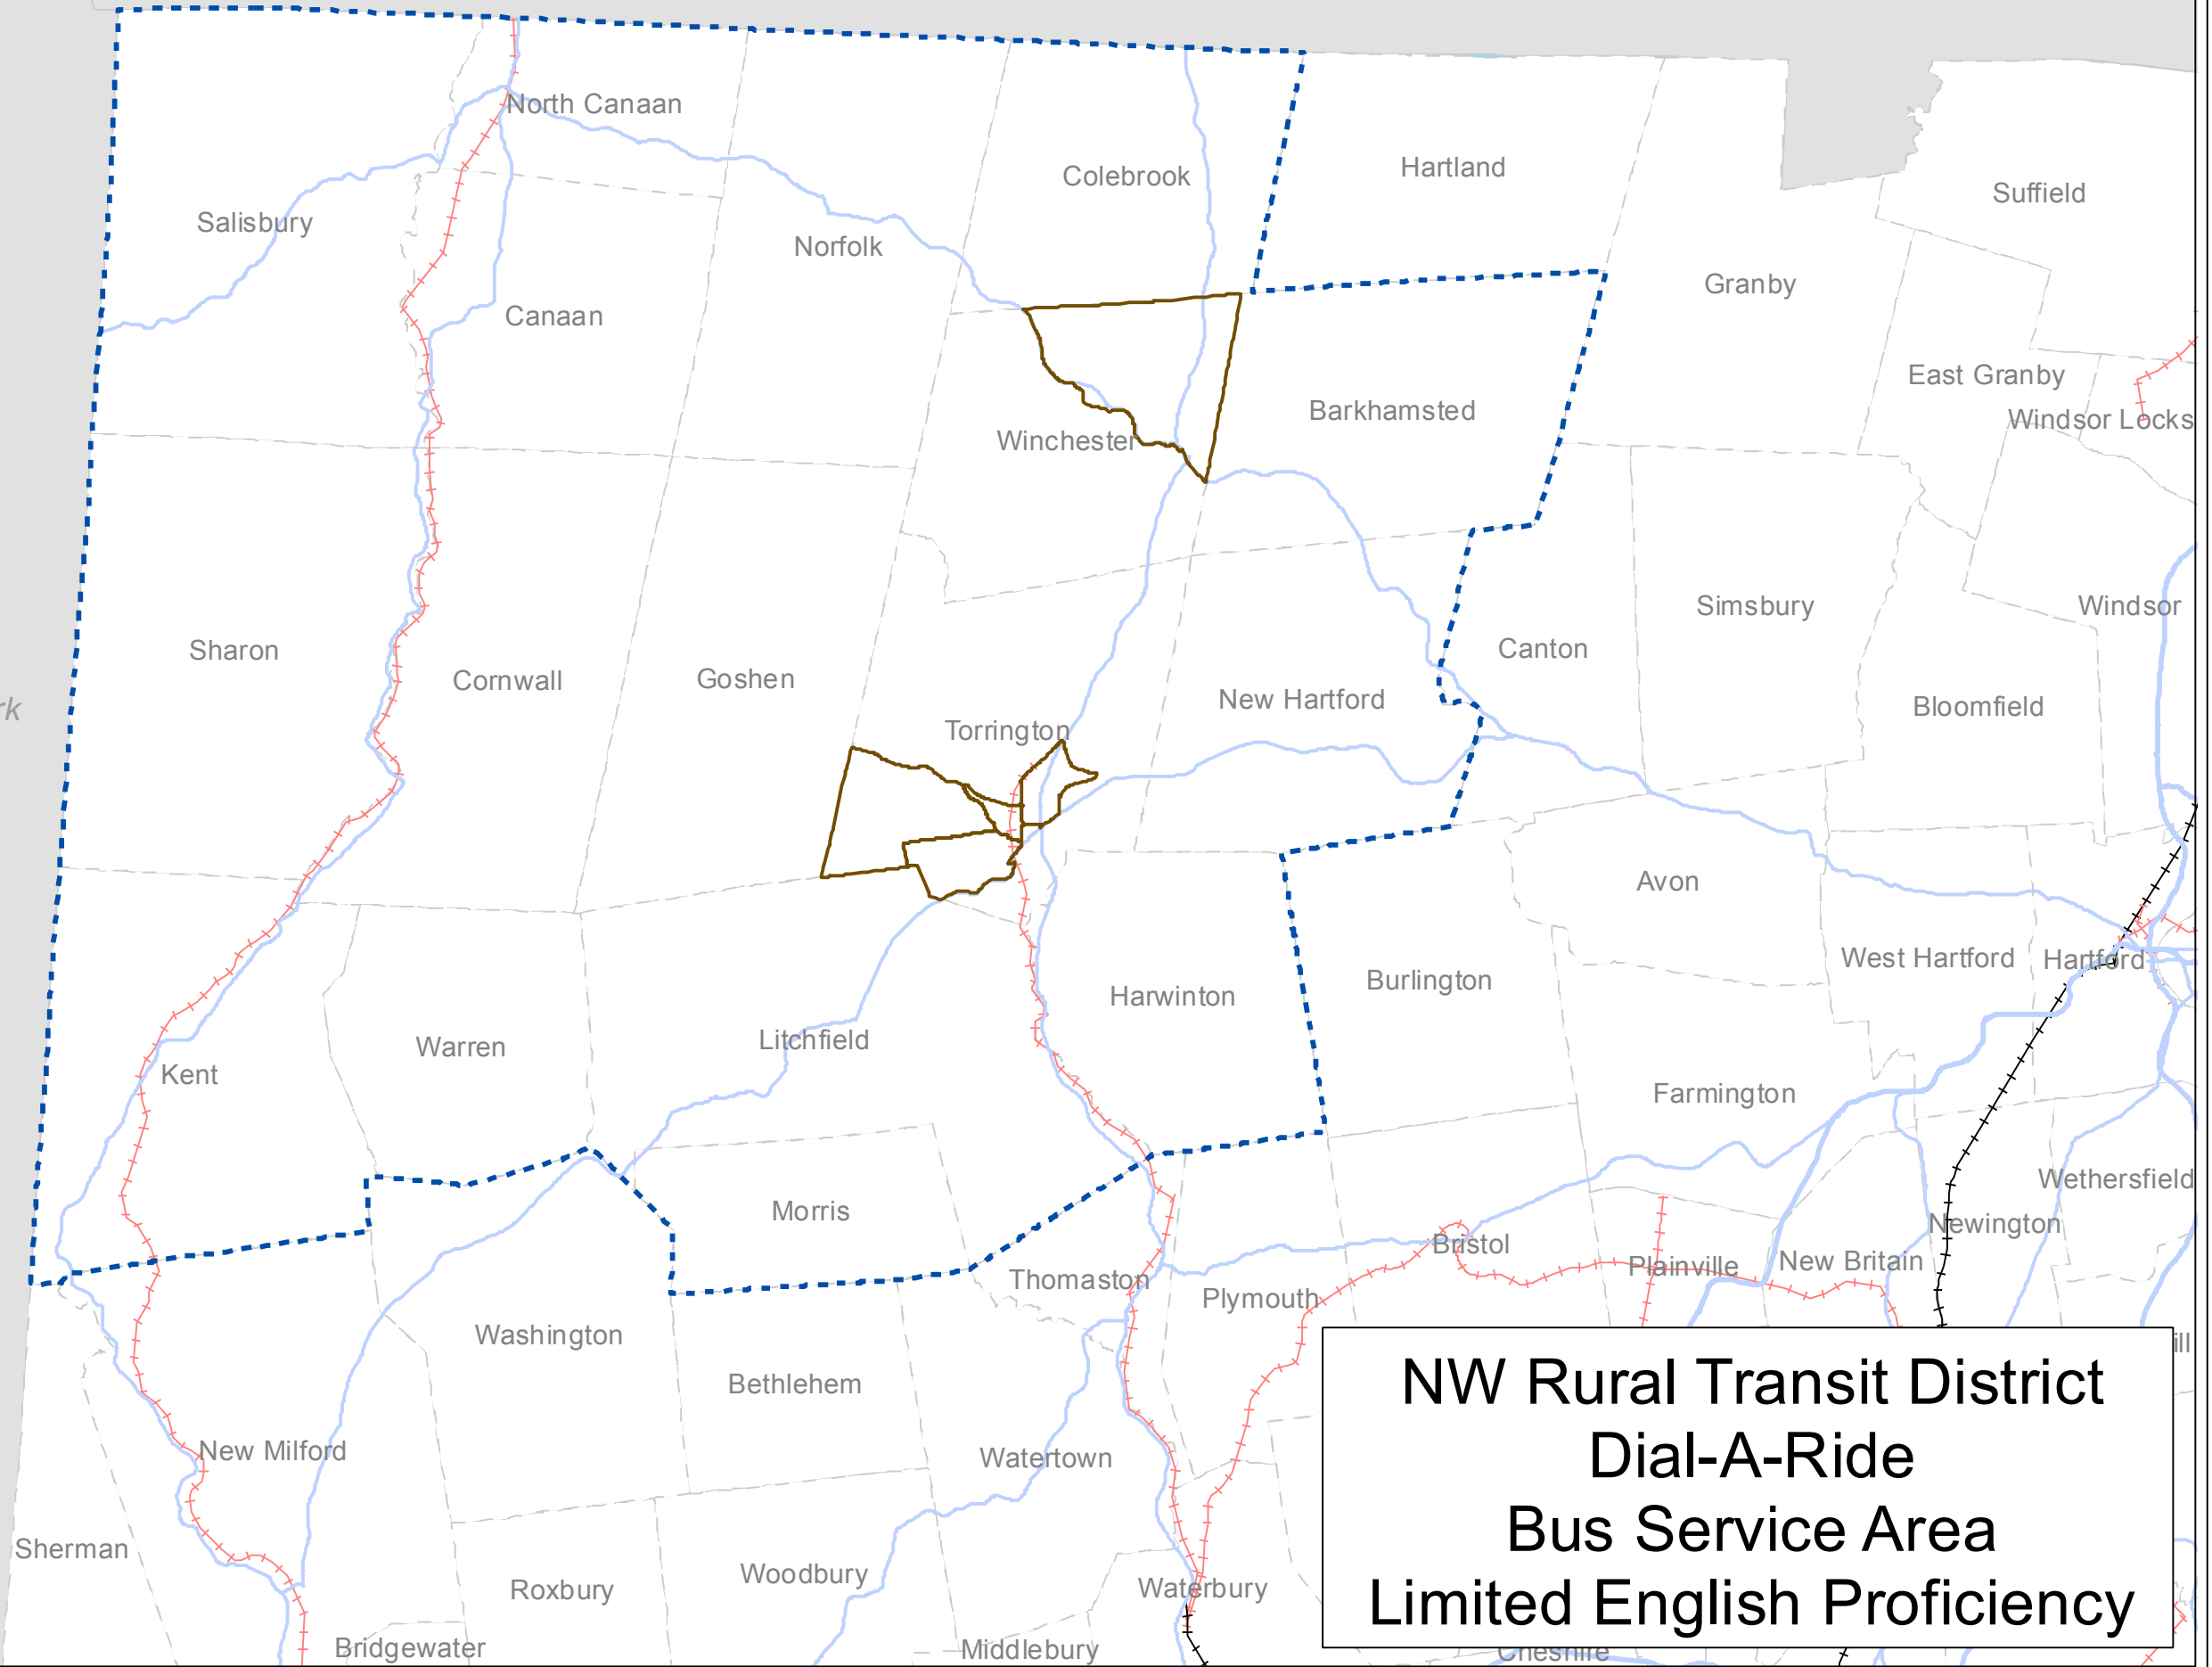 North Canaan
Colebrook
Hartland
Suffield
Salisbury
Norfolk
Granby
Canaan
East Granby
Barkhamsted
Windsor Locks
Winchester
Simsbury
Windsor
Sharon
Canton
Cornwall
Goshen
New Hartford
rk
Bloomfield
Torrington
Avon
West Hartford
Hartford
Burlington
Harwinton
Litchfield
Warren
Kent
Farmington
Wethersfield
Morris
Newington
Bristol
New Britain
Plainville
Thomaston
Plymouth
Washington
ill
Bethlehem
New Milford
Watertown
Sherman
Woodbury
Roxbury
Waterbury
Bridgewater
Middlebury
Cheshire
NW Rural Transit District
Dial-A-Ride
Bus Service Area
Limited English Proficiency